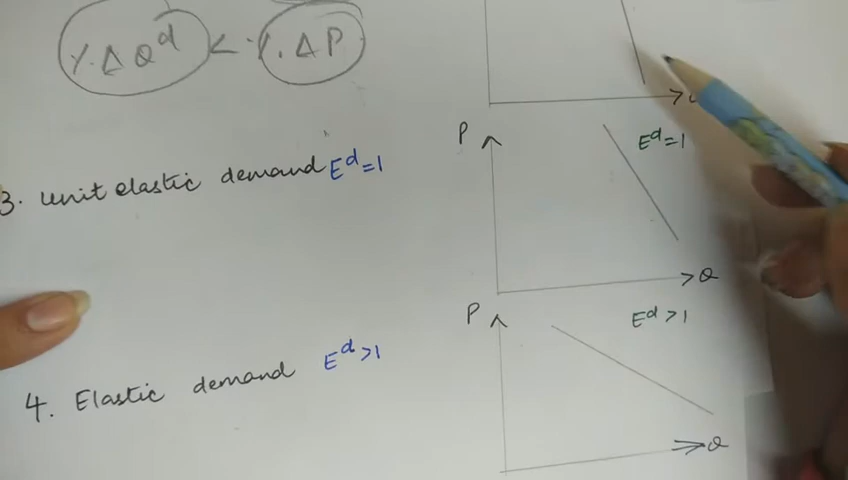 %ΔQᵈ < %.ΔP
P
Eᵈ=1
3. unit elastic demand Eᵈ=1
Q
P
Eᵈ>1
4. Elastic demand Eᵈ>1
Q